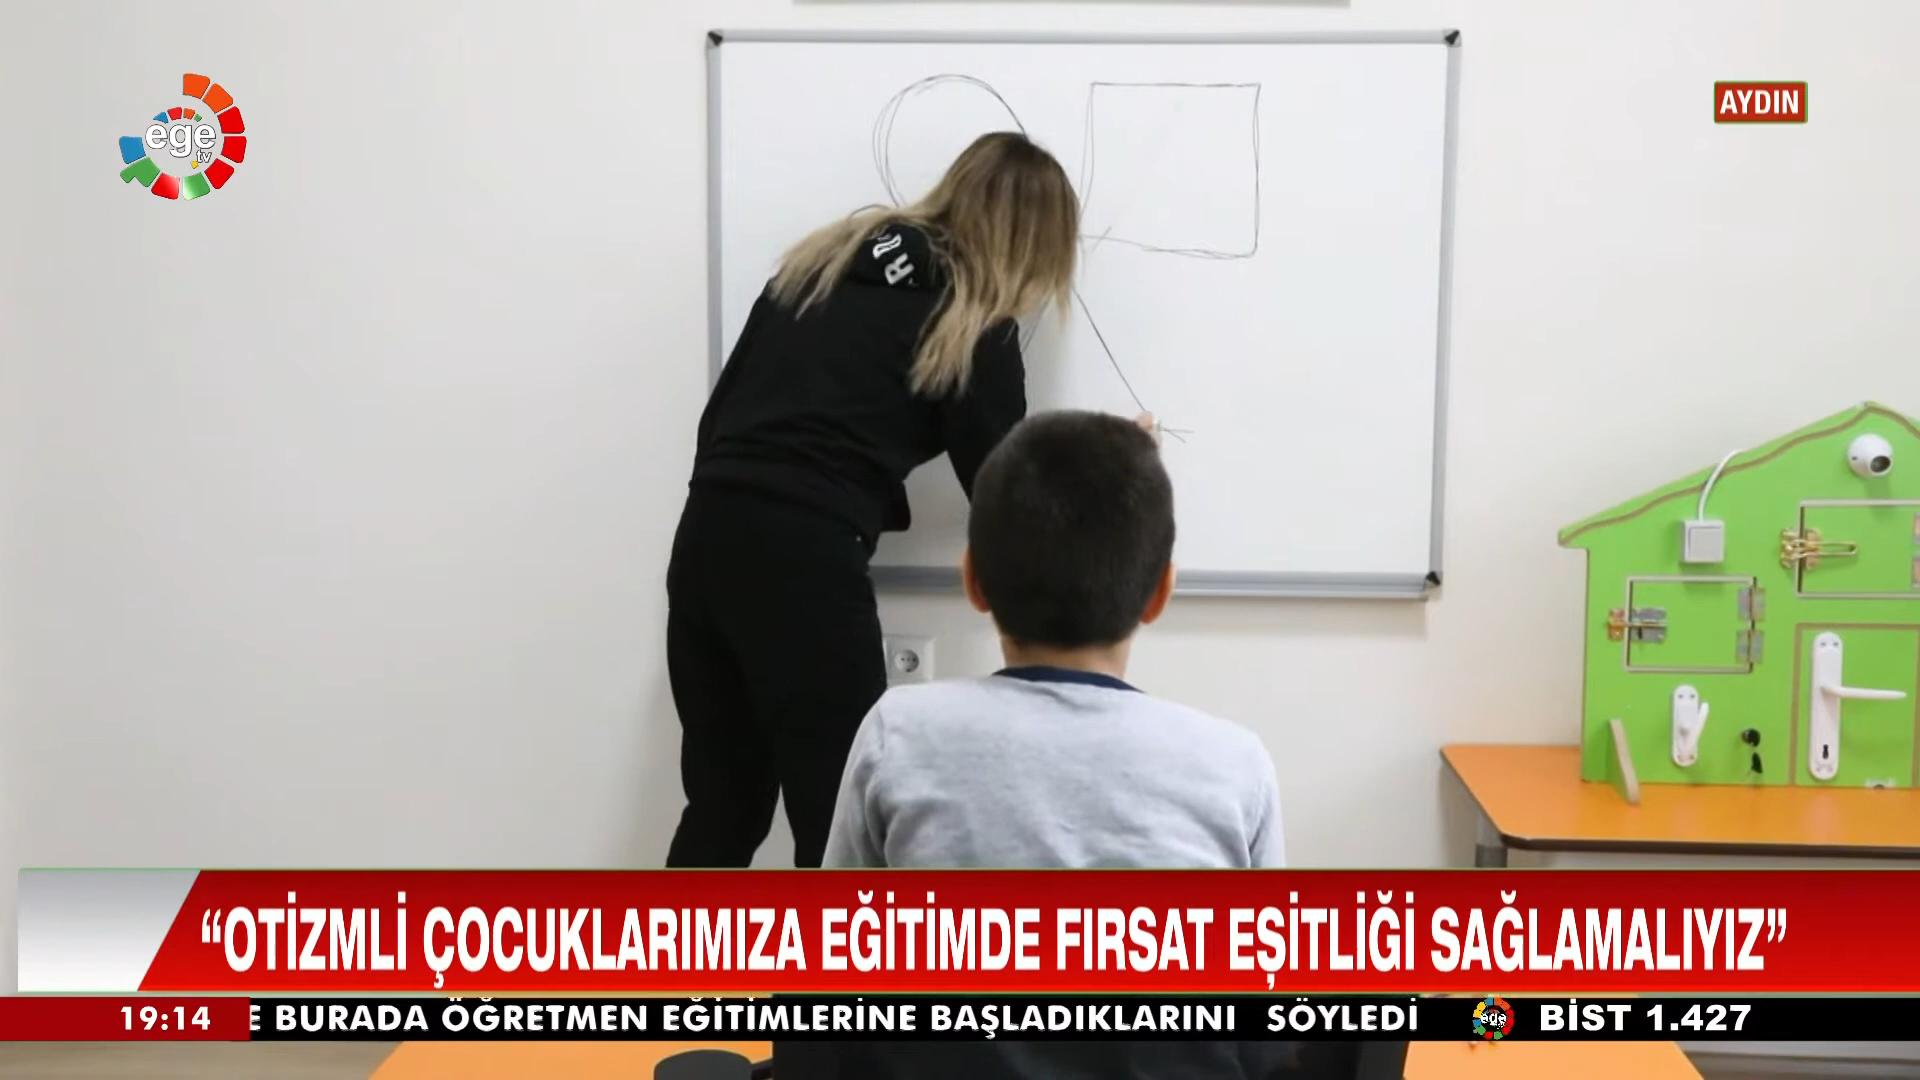 ege
tv
AYDIN
R
“OTİZMLİ ÇOCUKLARIMIZA EĞİTİMDE FIRSAT EŞİTLİĞİ SAĞLAMALIYIZ”
19:14 E BURADA ÖĞRETMEN EĞİTİMLERİNE BAŞLADIKLARINI SÖYLEDİ ege BİST 1.427